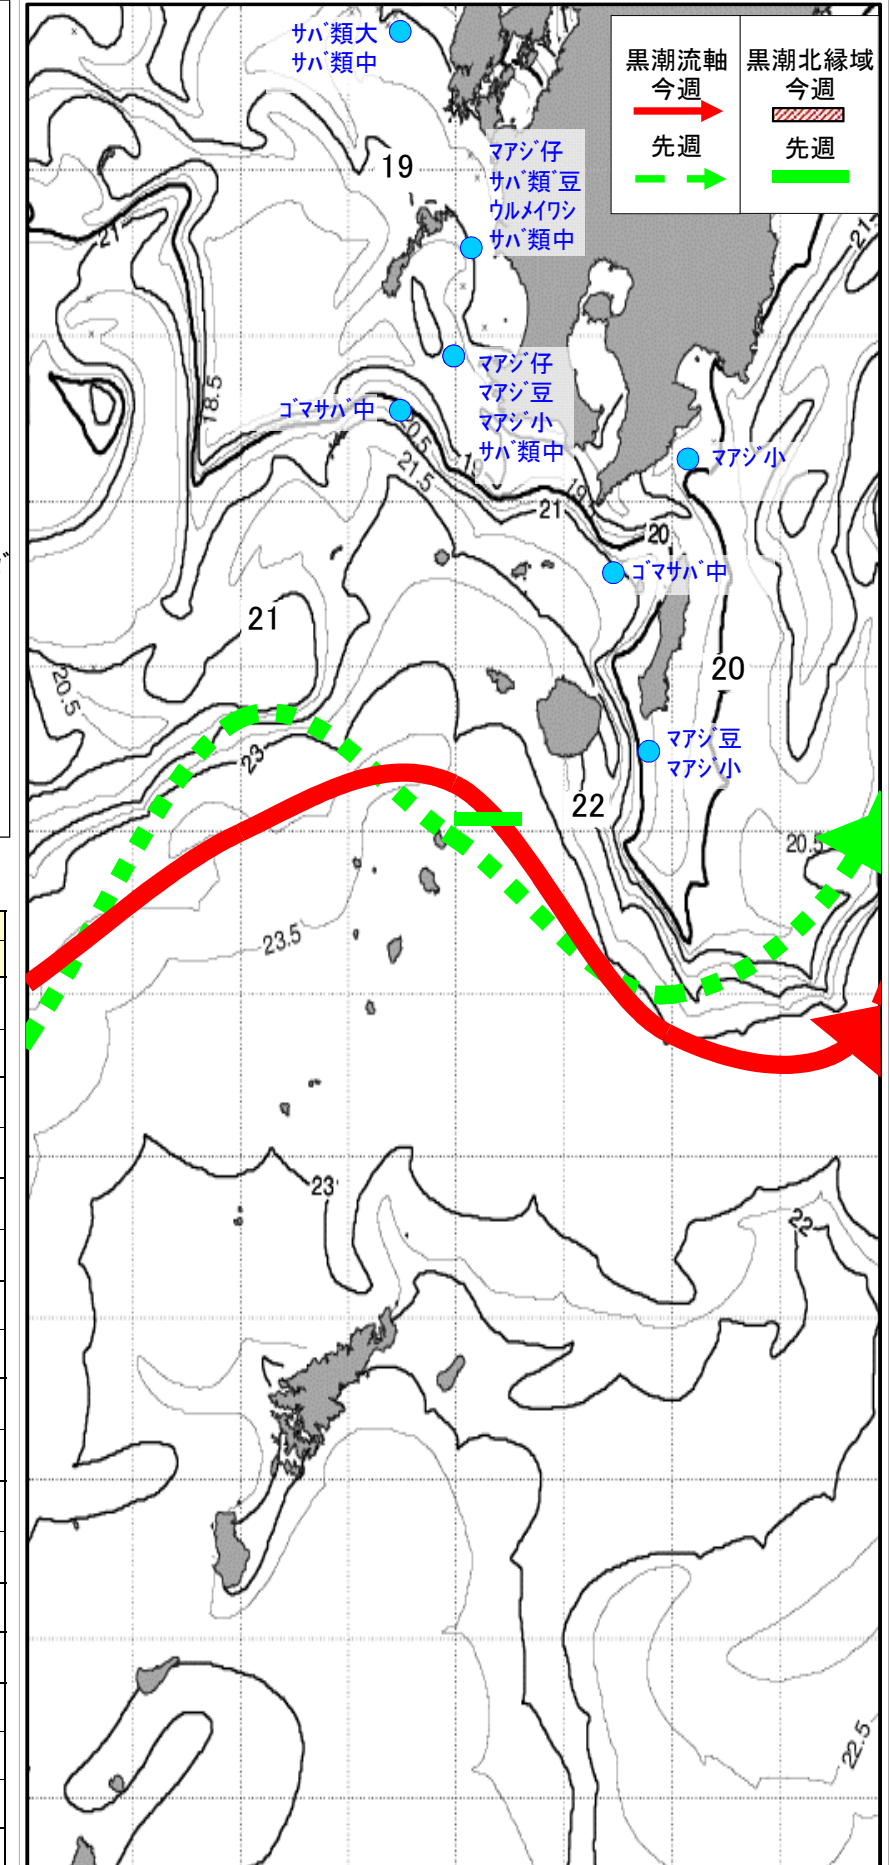 サバ類大
サバ類中
黒潮流軸
今週
先週
黒潮北縁域
今週
先週
マアジ仔
サバ類豆
ウルメイワシ
サバ類中
19
21
21
18.5
マアジ仔
マアジ豆
マアジ小
サバ類中
ゴマサバ中
20.5
19
21.5
マアジ小
19
21
20
ゴマサバ中
21
20
20.5
マアジ豆
マアジ小
23
22
20.5
23.5
23
22
22.5